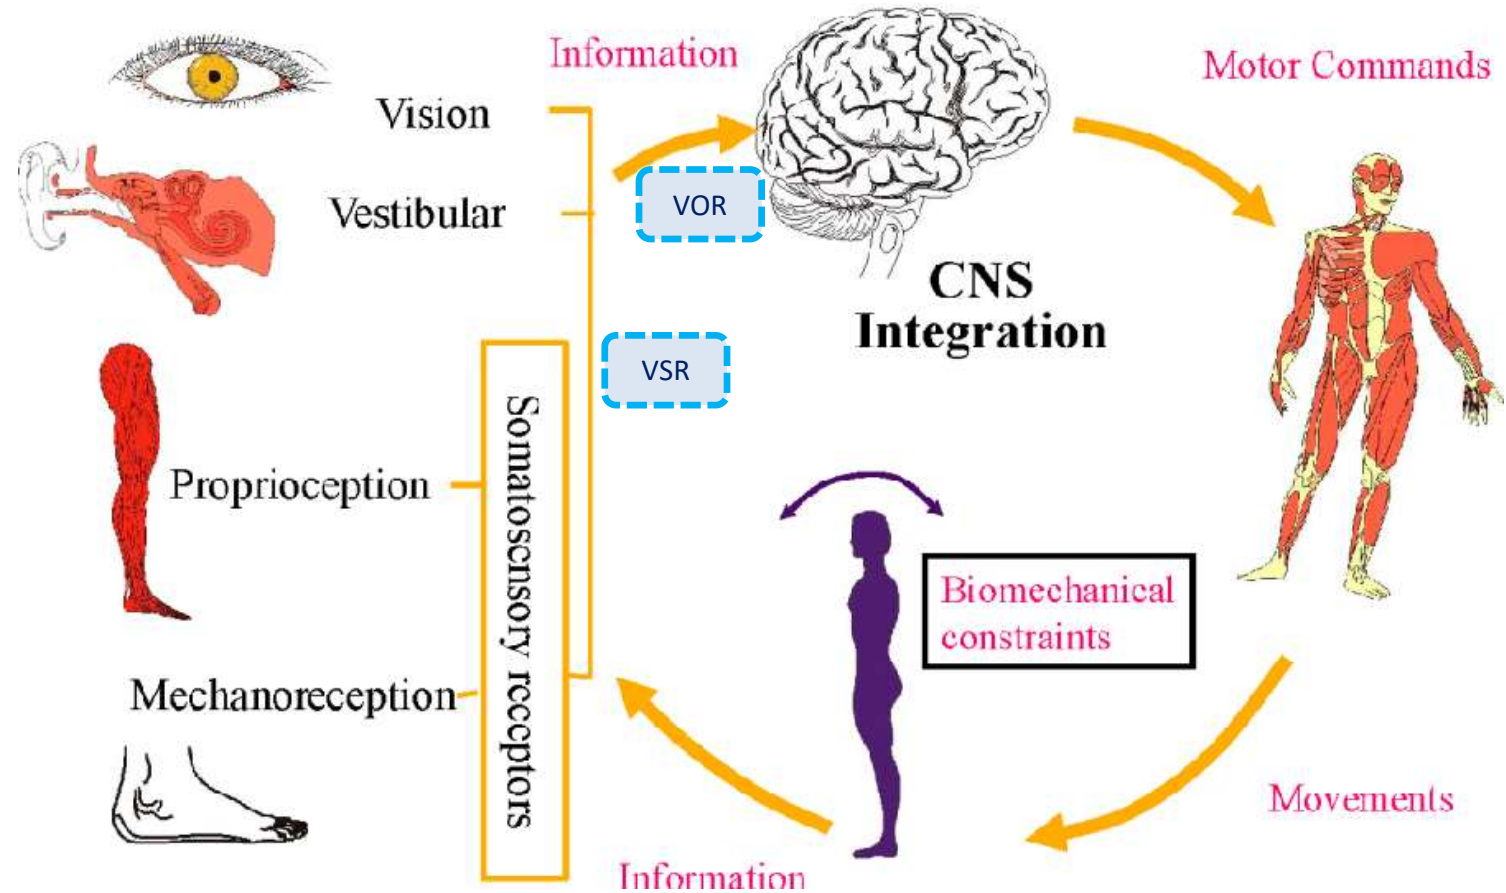 Information
Motor Commands
Vision
Vestibular
VOR
CNS
Integration
VSR
Somatosensory receptors
Proprioception
Biomechanical
constraints
Mechanoreception
Movements
Information